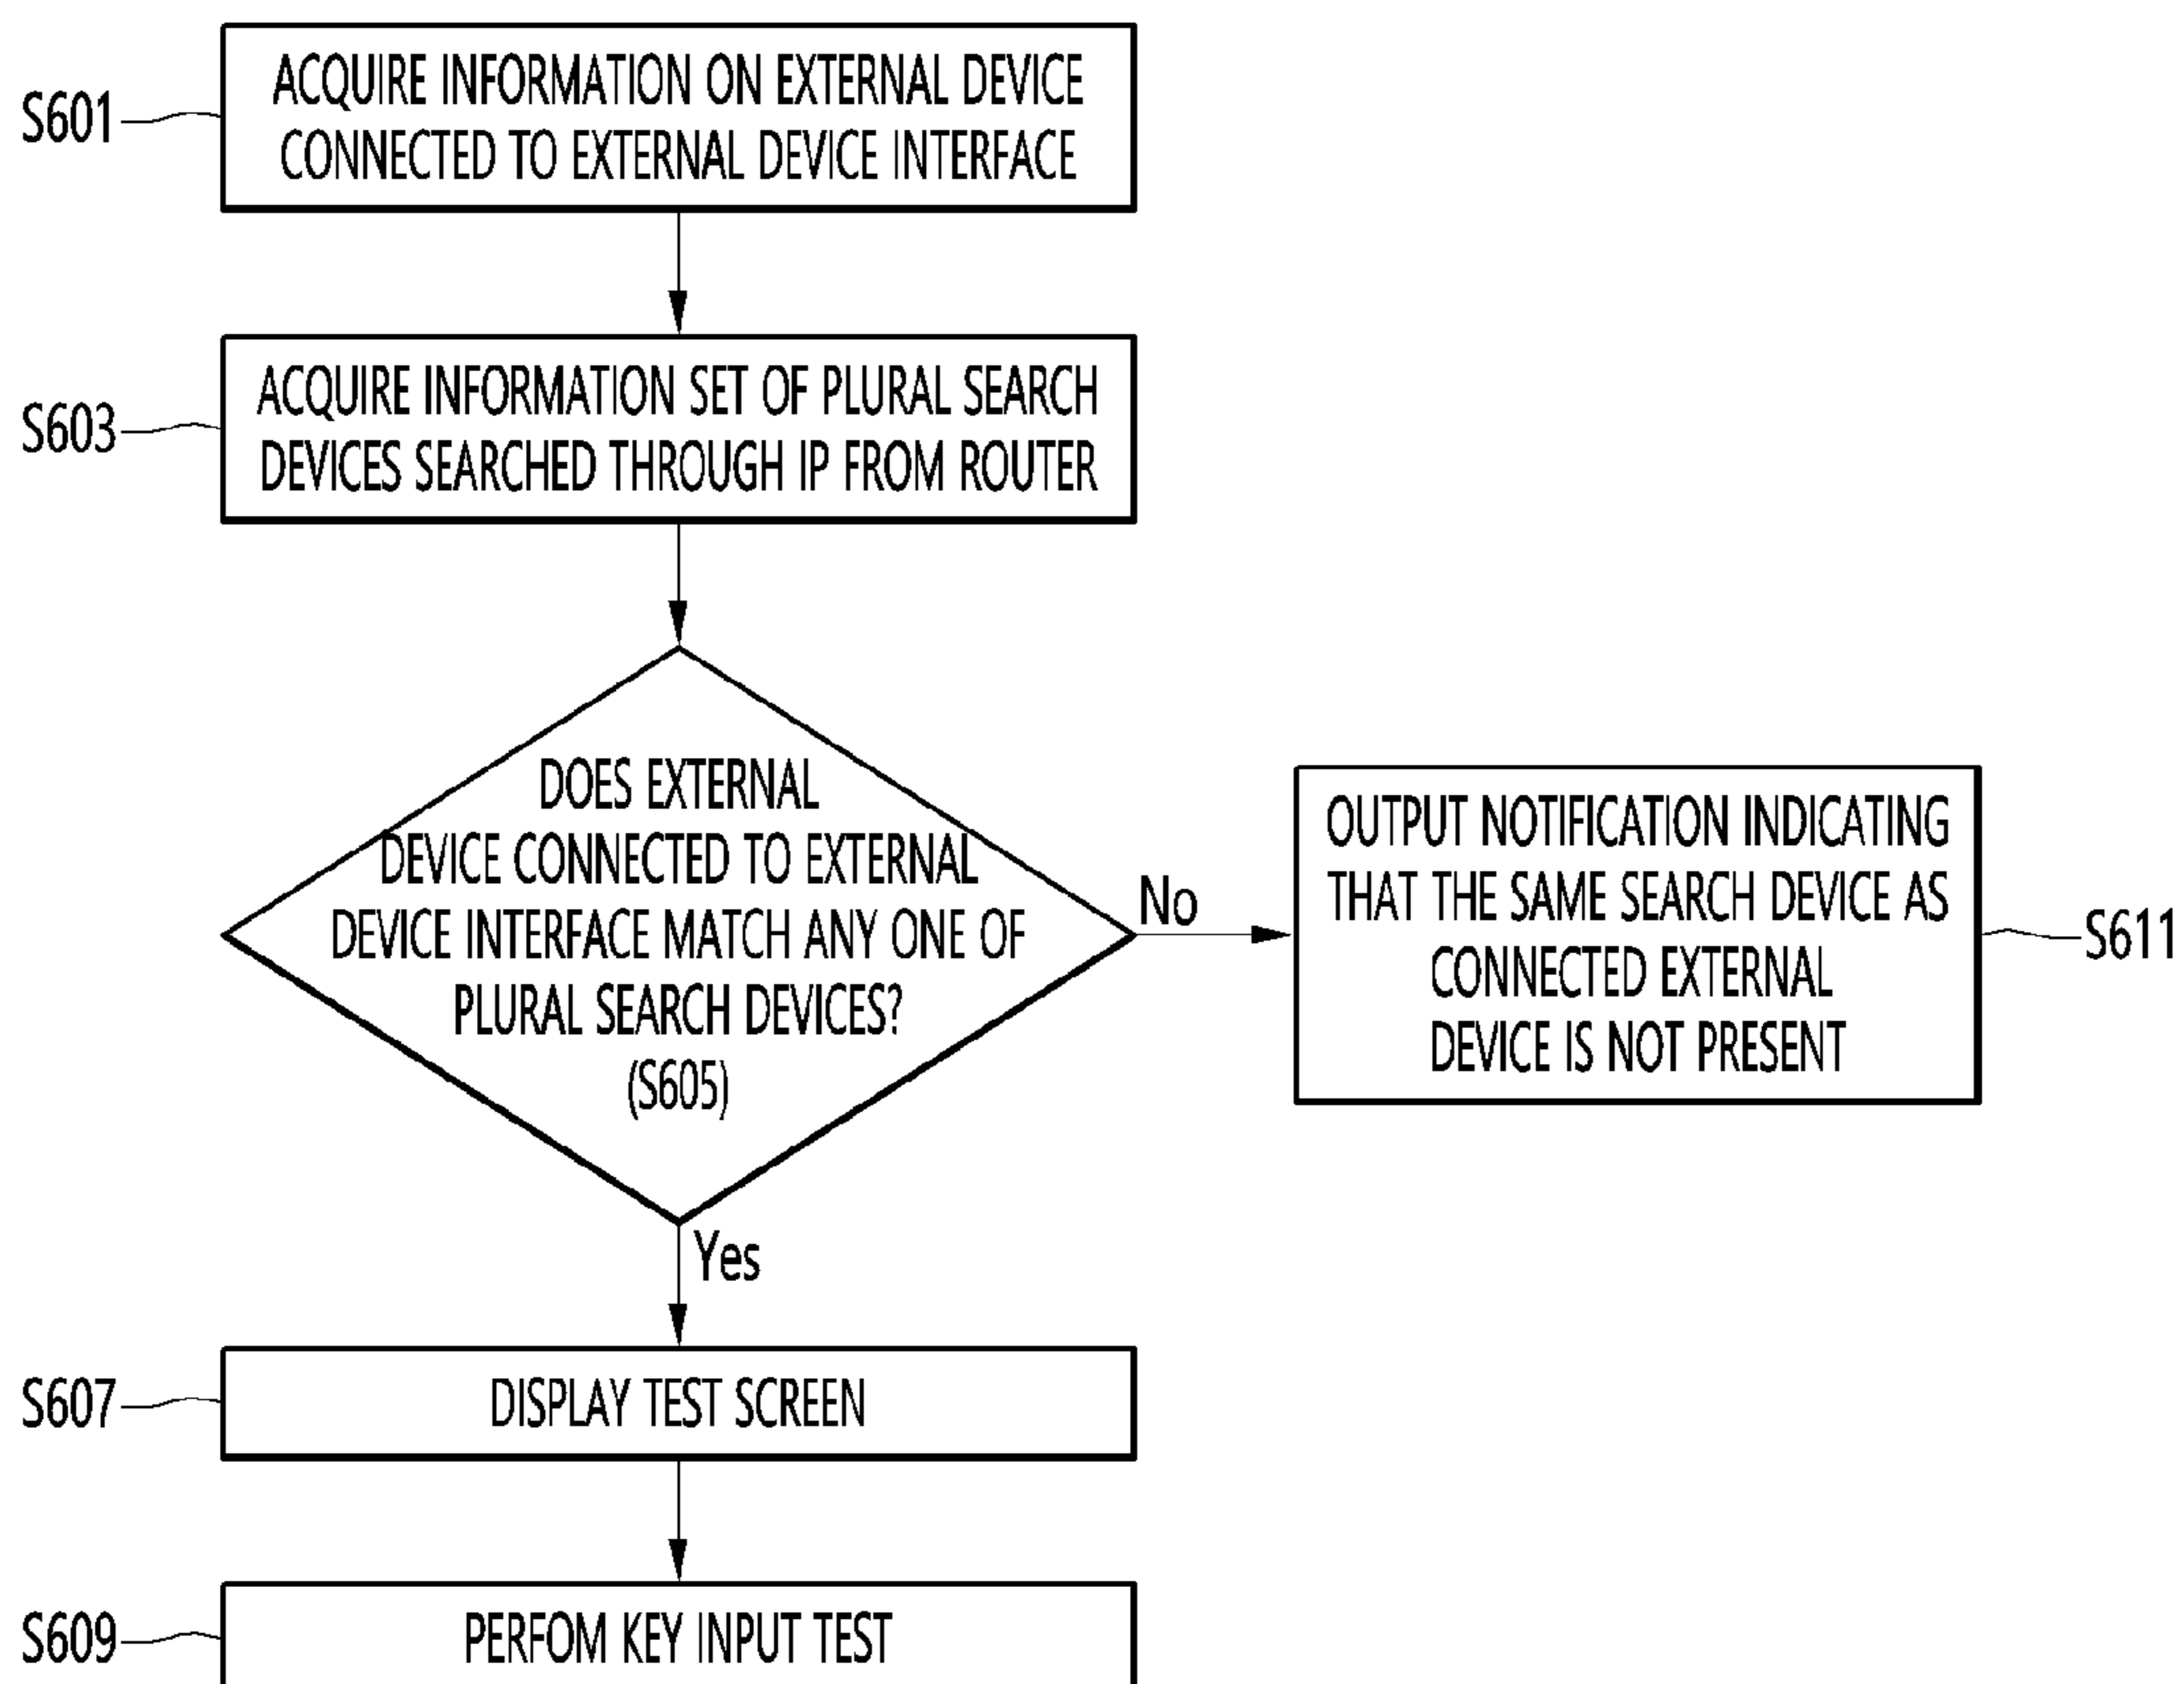 S601
ACQUIRE INFORMATION ON EXTERNAL DEVICE
CONNECTED TO EXTERNAL DEVICE INTERFACE
S603
ACQUIRE INFORMATION SET OF PLURAL SEARCH
DEVICES SEARCHED THROUGH IP FROM ROUTER
DOES EXTERNAL
DEVICE CONNECTED TO EXTERNAL
DEVICE INTERFACE MATCH ANY ONE OF
PLURAL SEARCH DEVICES?
(S605)
No
OUTPUT NOTIFICATION INDICATING
THAT THE SAME SEARCH DEVICE AS
CONNECTED EXTERNAL
DEVICE IS NOT PRESENT
S611
Yes
S607
DISPLAY TEST SCREEN
S609
PERFOM KEY INPUT TEST